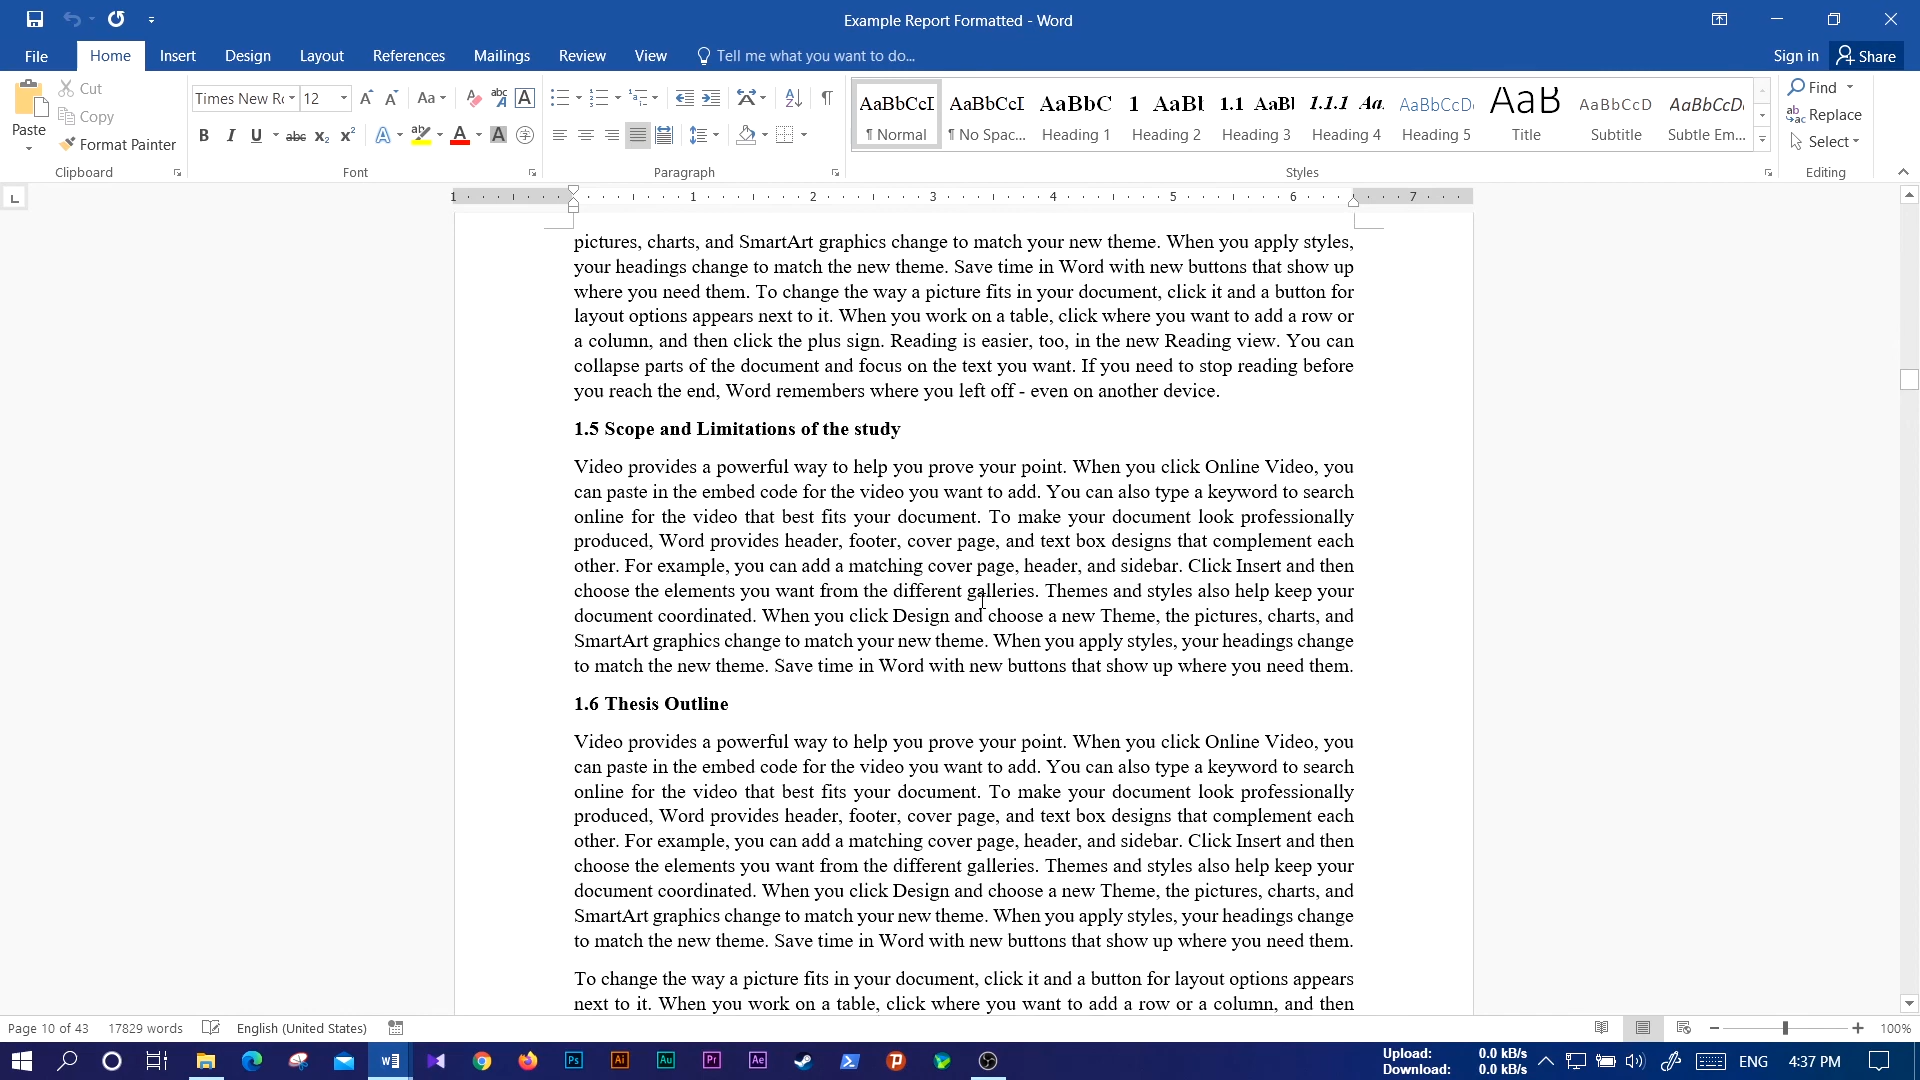 Example Report Formatted - Word
File Home Insert Design Layout References Mailings Review View Tell me what you want to do... Sign in Share
Paste
Cut
Copy
Format Painter
Clipboard
Times New Ro 12 Aa
B I U abc X₂ X² A A A
Font
Paragraph
AaBbCcI AaBbCcI AaBbC 1 AaBl 1.1 AaBl 1.1.1 Aa. AaBbCcD AaB AaBbCcD AaBbCcD
¶ Normal ¶ No Spac... Heading 1 Heading 2 Heading 3 Heading 4 Heading 5 Title Subtitle Subtle Em...
Styles
Find
Replace
Select
Editing
1 1 2 3 4 5 6 7
pictures, charts, and SmartArt graphics change to match your new theme. When you apply styles,
your headings change to match the new theme. Save time in Word with new buttons that show up
where you need them. To change the way a picture fits in your document, click it and a button for
layout options appears next to it. When you work on a table, click where you want to add a row or
a column, and then click the plus sign. Reading is easier, too, in the new Reading view. You can
collapse parts of the document and focus on the text you want. If you need to stop reading before
you reach the end, Word remembers where you left off - even on another device.
1.5 Scope and Limitations of the study
Video provides a powerful way to help you prove your point. When you click Online Video, you
can paste in the embed code for the video you want to add. You can also type a keyword to search
online for the video that best fits your document. To make your document look professionally
produced, Word provides header, footer, cover page, and text box designs that complement each
other. For example, you can add a matching cover page, header, and sidebar. Click Insert and then
choose the elements you want from the different galleries. Themes and styles also help keep your
document coordinated. When you click Design and choose a new Theme, the pictures, charts, and
SmartArt graphics change to match your new theme. When you apply styles, your headings change
to match the new theme. Save time in Word with new buttons that show up where you need them.
1.6 Thesis Outline
Video provides a powerful way to help you prove your point. When you click Online Video, you
can paste in the embed code for the video you want to add. You can also type a keyword to search
online for the video that best fits your document. To make your document look professionally
produced, Word provides header, footer, cover page, and text box designs that complement each
other. For example, you can add a matching cover page, header, and sidebar. Click Insert and then
choose the elements you want from the different galleries. Themes and styles also help keep your
document coordinated. When you click Design and choose a new Theme, the pictures, charts, and
SmartArt graphics change to match your new theme. When you apply styles, your headings change
to match the new theme. Save time in Word with new buttons that show up where you need them.
To change the way a picture fits in your document, click it and a button for layout options appears
next to it. When you work on a table, click where you want to add a row or a column, and then
Page 10 of 43 17829 words English (United States) 100%
Ps Ai Au Pr Ae
Upload: 0.0 kB/s
Download: 0.0 kB/s
ENG 4:37 PM